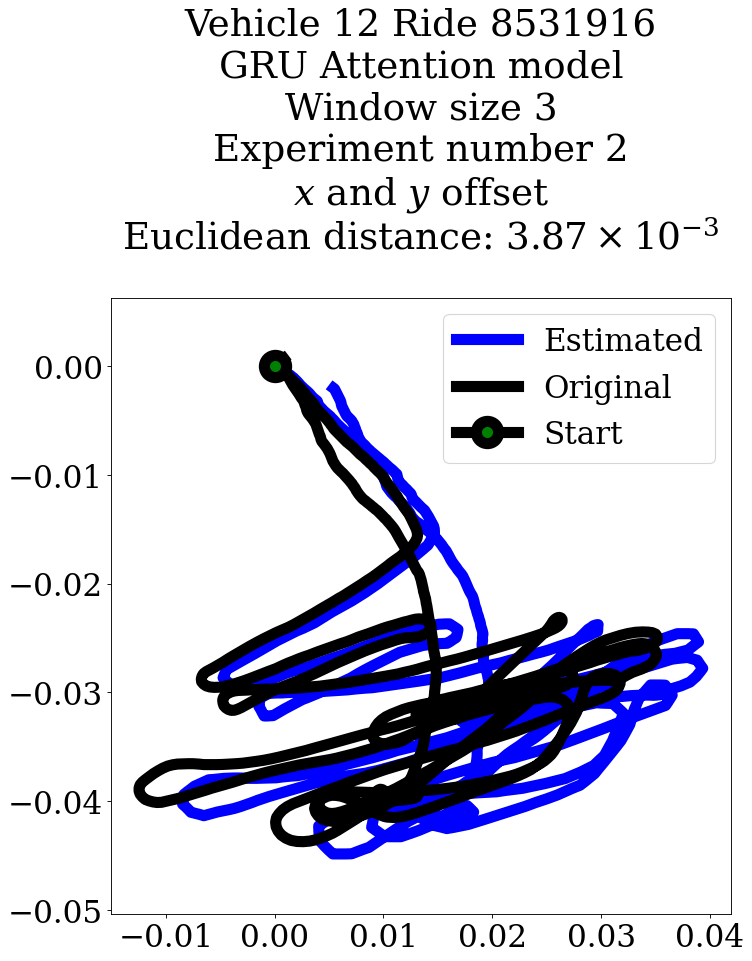 Vehicle 12 Ride 8531916
GRU Attention model
Window size 3
Experiment number 2
x and y offset
Euclidean distance: 3.87 × 10⁻³
Estimated
Original
Start
0.00
−0.01
−0.02
−0.03
−0.04
−0.05
−0.01 0.00 0.01 0.02 0.03 0.04